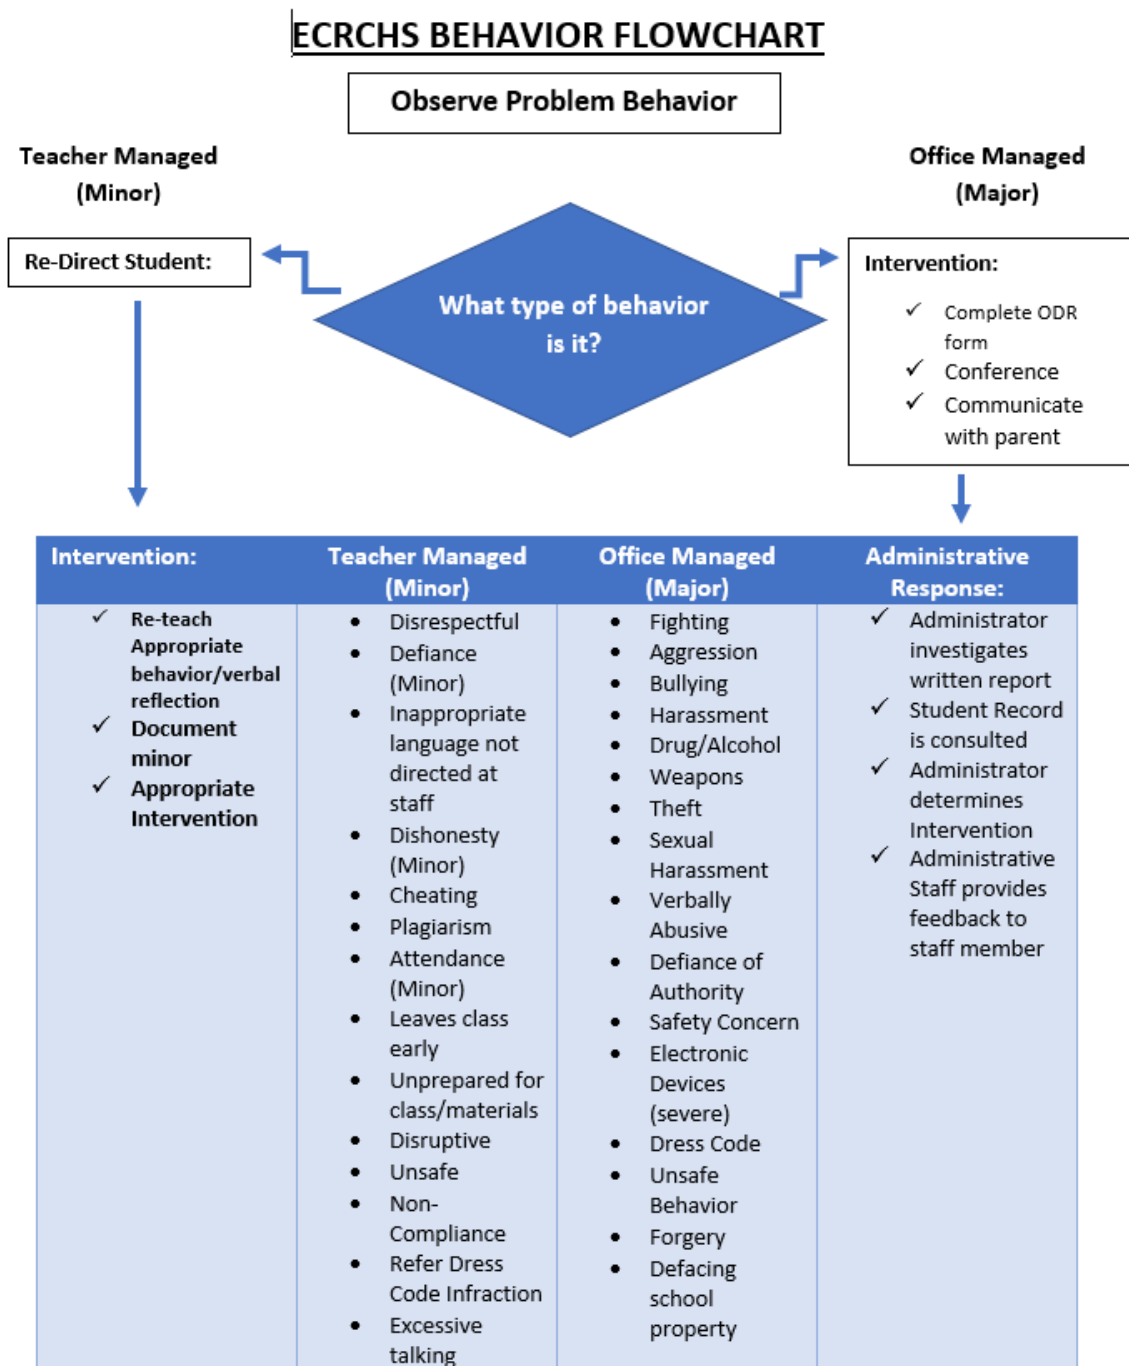 ECRCHS BEHAVIOR FLOWCHART
Observe Problem Behavior
Teacher Managed
(Minor)
Office Managed
(Major)
Re-Direct Student:
What type of behavior
is it?
Intervention:
✓ Complete ODR
form
✓ Conference
✓ Communicate
with parent
Intervention:
✓ Re-teach
Appropriate
behavior/verbal
reflection
✓ Document
minor
✓ Appropriate
Intervention
Teacher Managed
(Minor)
• Disrespectful
• Defiance
(Minor)
• Inappropriate
language not
directed at
staff
• Dishonesty
(Minor)
• Cheating
• Plagiarism
• Attendance
(Minor)
• Leaves class
early
• Unprepared for
class/materials
• Disruptive
• Unsafe
• Non-
Compliance
• Refer Dress
Code Infraction
• Excessive
talking
Office Managed
(Major)
• Fighting
• Aggression
• Bullying
• Harassment
• Drug/Alcohol
• Weapons
• Theft
• Sexual
Harassment
• Verbally
Abusive
• Defiance of
Authority
• Safety Concern
• Electronic
Devices
(severe)
• Dress Code
• Unsafe
Behavior
• Forgery
• Defacing
school
property
Administrative
Response:
✓ Administrator
investigates
written report
✓ Student Record
is consulted
✓ Administrator
determines
Intervention
✓ Administrative
Staff provides
feedback to
staff member